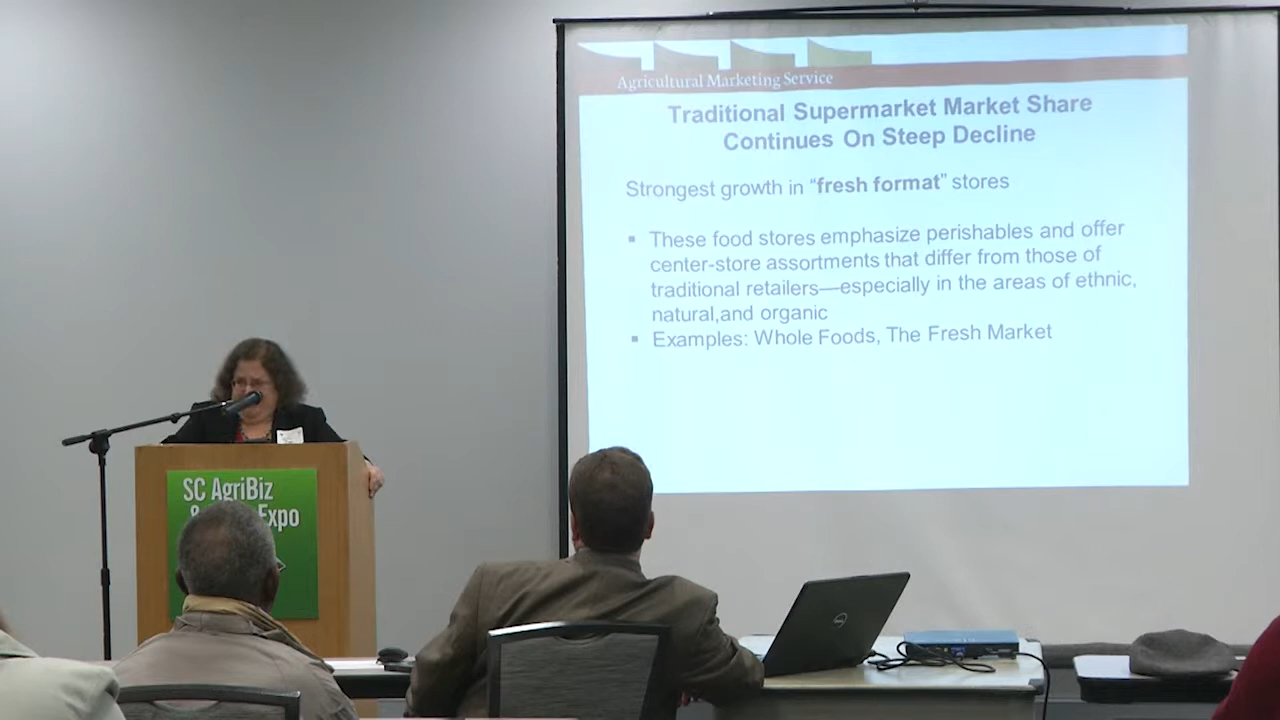 Agricultural Marketing Service
Traditional Supermarket Market Share
Continues On Steep Decline
Strongest growth in “fresh format” stores
▪ These food stores emphasize perishables and offer
center-store assortments that differ from those of
traditional retailers—especially in the areas of ethnic,
natural,and organic
▪ Examples: Whole Foods, The Fresh Market
SC AgriBiz
& Expo
DELL